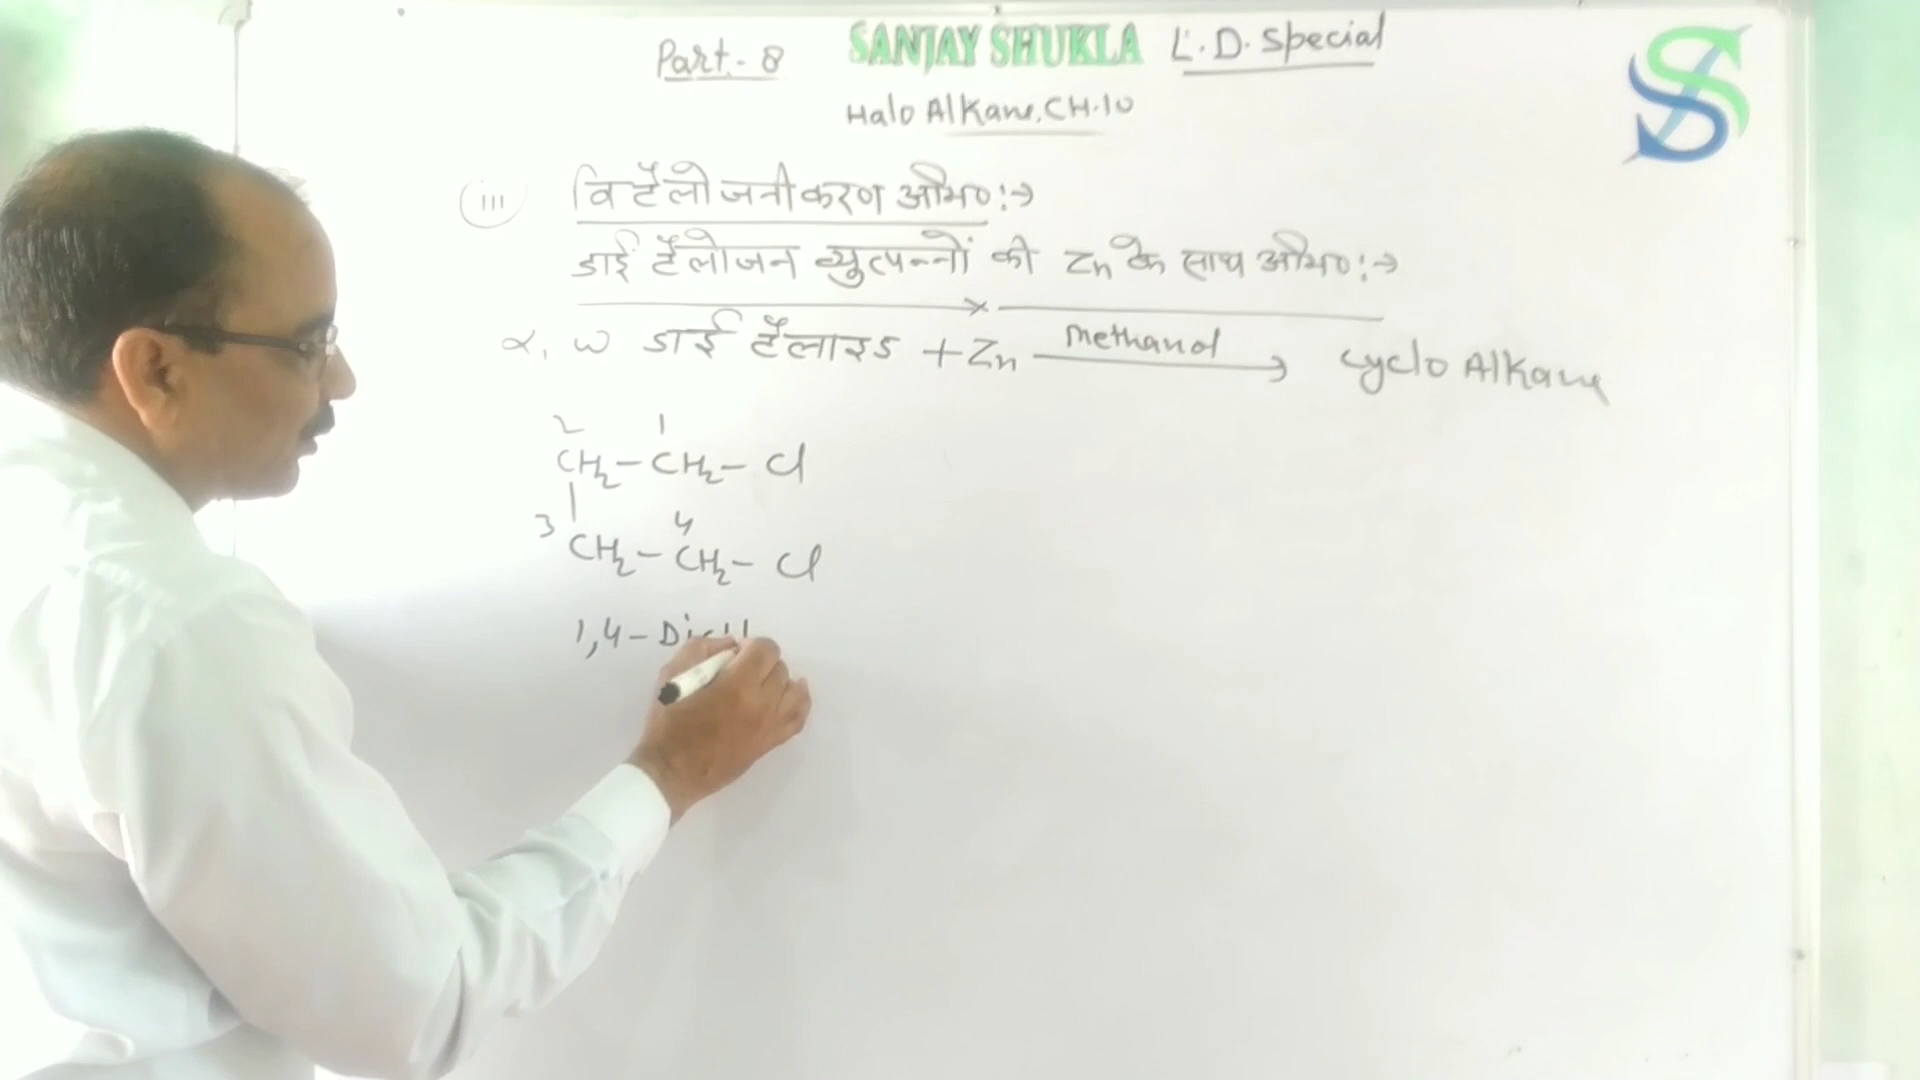 Part-8 SANJAY SHUKLA L.D. Special
Halo Alkane, CH.10
(iii) विहैलोजनीकरण अभि०:→
डाई हैलोजन व्युत्पन्नों की Zn के साथ अभि०:→
α, ω डाई हैलाइड + Zn methanol → cyclo Alkane
2 1
CH2-CH2-Cl
3 4
CH2-CH2-Cl
1,4-Dic